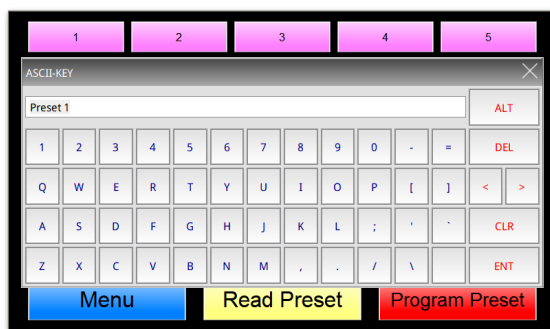 1 2 3 4 5
ASCII-KEY
Preset 1 ALT
1 2 3 4 5 6 7 8 9 0 - = DEL
Q W E R T Y U I O P [ ] < >
A S D F G H J K L ; ' ` CLR
Z X C V B N M , . / \ ENT
Menu Read Preset Program Preset